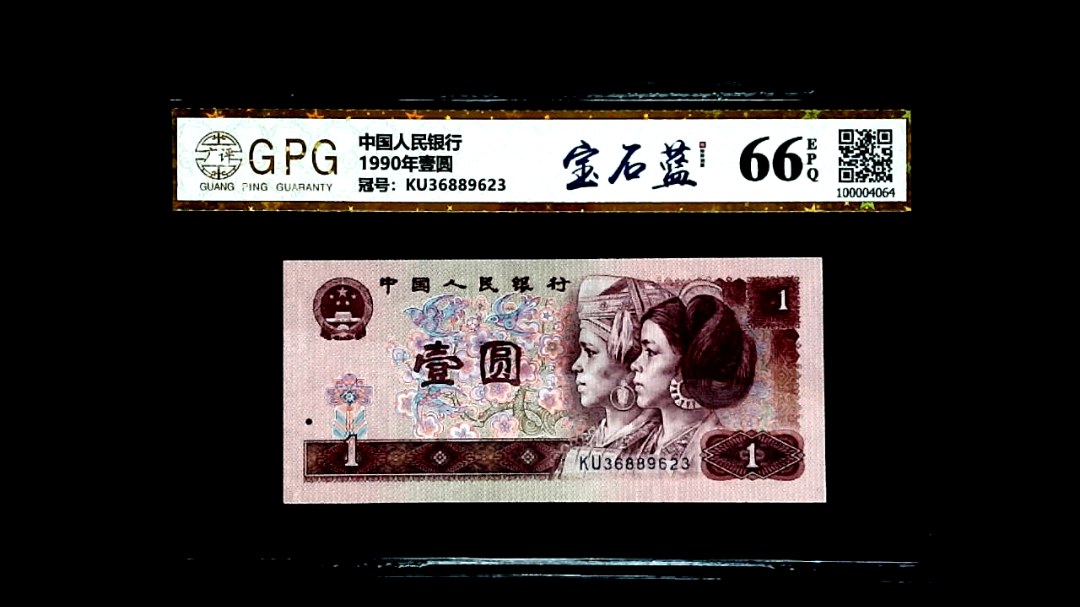 广评
GPG
GUANG PING GUARANTY
中国人民银行
1990年壹圆
冠号：KU36889623
宝石蓝
66
EPQ
100004064
中国人民银行
1
壹圆
1
KU36889623
1